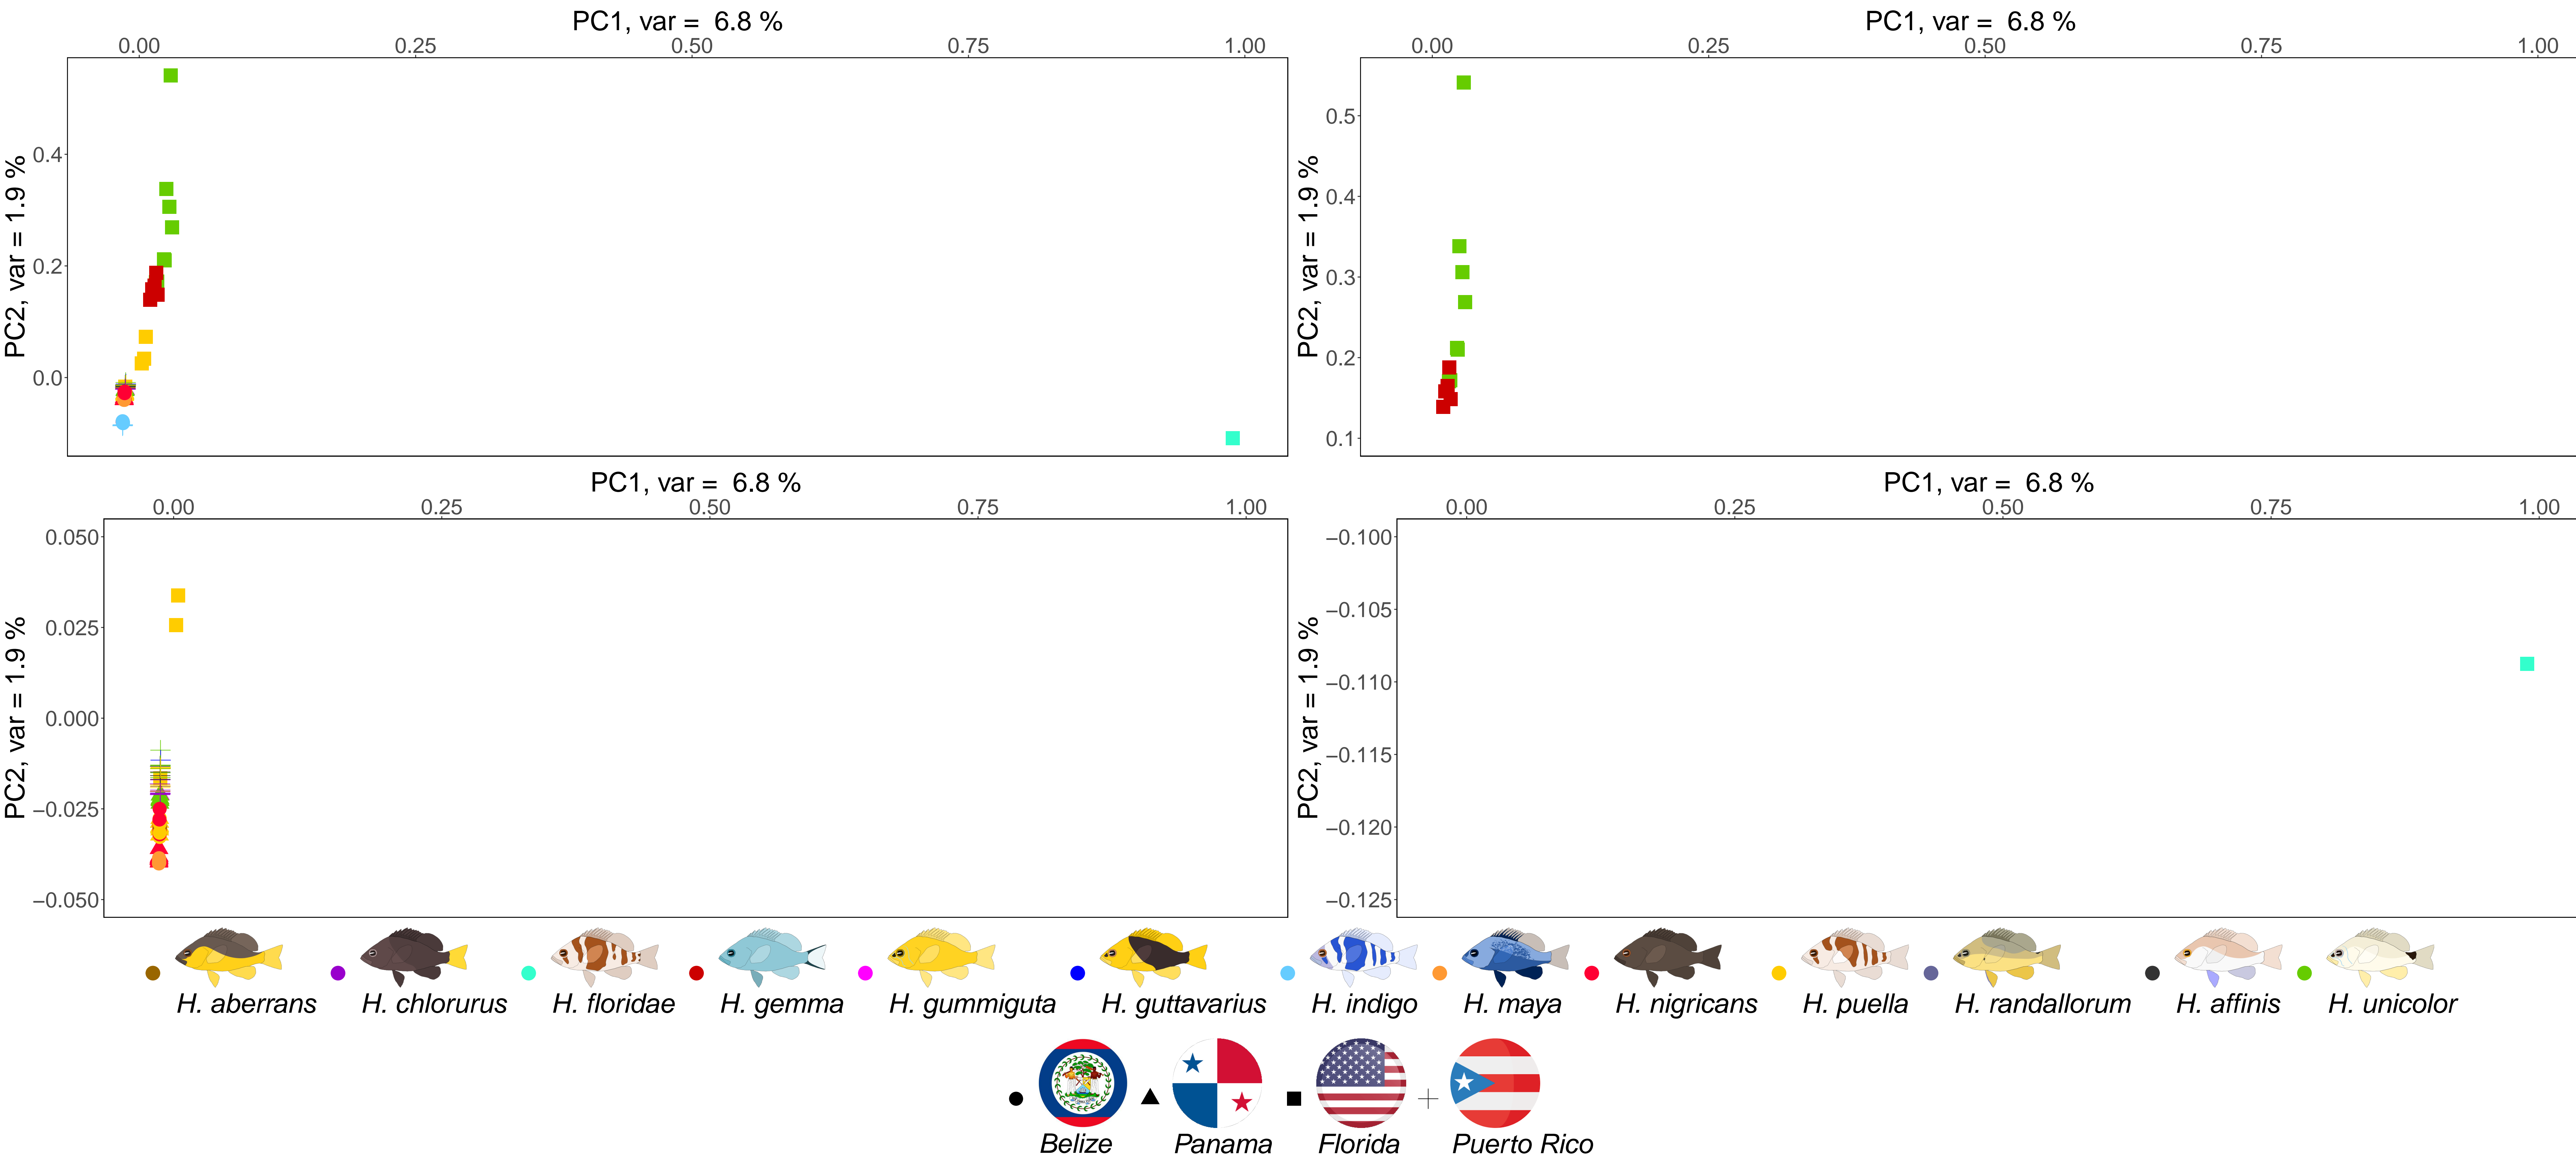 PC1, var = 6.8 %
0.00 0.25 0.50 0.75 1.00
PC2, var = 1.9 %
0.4
0.2
0.0
PC1, var = 6.8 %
0.00 0.25 0.50 0.75 1.00
PC2, var = 1.9 %
0.5
0.4
0.3
0.2
0.1
PC1, var = 6.8 %
0.00 0.25 0.50 0.75 1.00
PC2, var = 1.9 %
0.050
0.025
0.000
−0.025
−0.050
PC1, var = 6.8 %
0.00 0.25 0.50 0.75 1.00
PC2, var = 1.9 %
−0.100
−0.105
−0.110
−0.115
−0.120
−0.125
H. aberrans H. chlorurus H. floridae H. gemma H. gummiguta H. guttavarius H. indigo H. maya H. nigricans H. puella H. randallorum H. affinis H. unicolor
Belize Panama Florida Puerto Rico